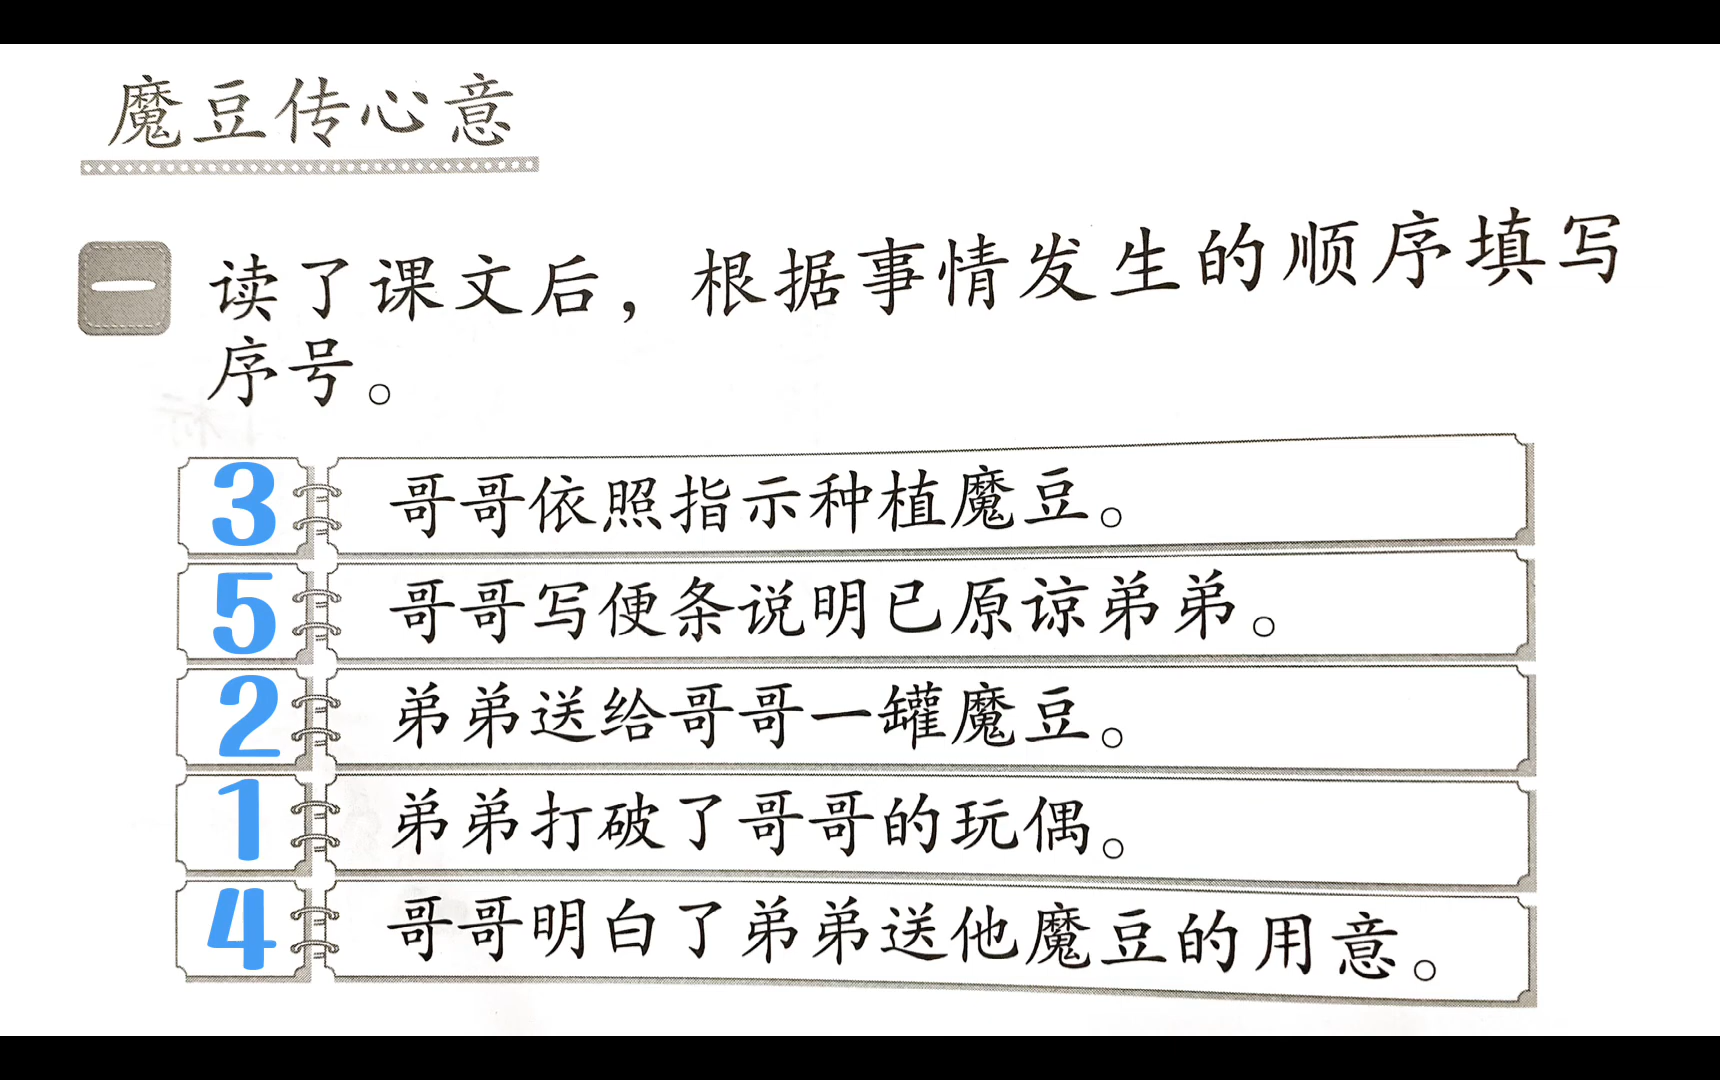 魔豆传心意
一 读了课文后，根据事情发生的顺序填写
序号。
3 哥哥依照指示种植魔豆。
5 哥哥写便条说明已原谅弟弟。
2 弟弟送给哥哥一罐魔豆。
1 弟弟打破了哥哥的玩偶。
4 哥哥明白了弟弟送他魔豆的用意。